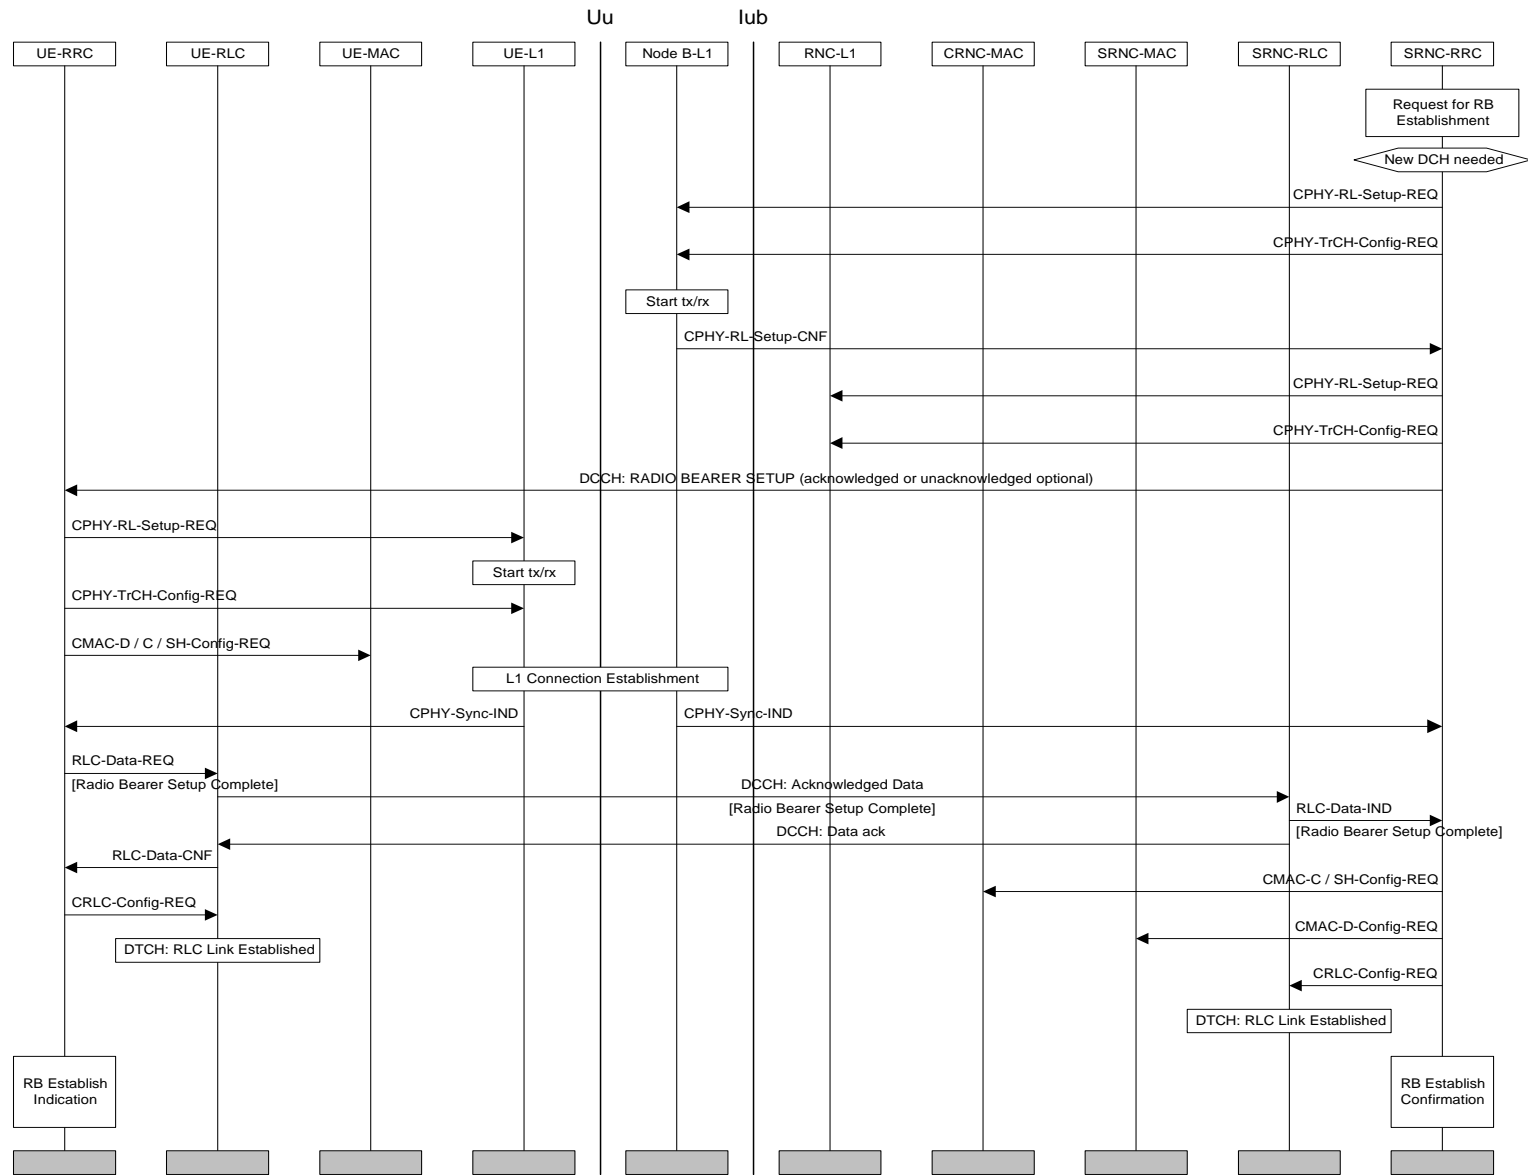 Uu
Iub
UE-RRC
UE-RLC
UE-MAC
UE-L1
Node B-L1
RNC-L1
CRNC-MAC
SRNC-MAC
SRNC-RLC
SRNC-RRC
Request for RB
Establishment
New DCH needed
CPHY-RL-Setup-REQ
CPHY-TrCH-Config-REQ
Start tx/rx
CPHY-RL-Setup-CNF
CPHY-RL-Setup-REQ
CPHY-TrCH-Config-REQ
DCCH: RADIO BEARER SETUP (acknowledged or unacknowledged optional)
CPHY-RL-Setup-REQ
Start tx/rx
CPHY-TrCH-Config-REQ
CMAC-D / C / SH-Config-REQ
L1 Connection Establishment
CPHY-Sync-IND
CPHY-Sync-IND
RLC-Data-REQ
[Radio Bearer Setup Complete]
DCCH: Acknowledged Data
[Radio Bearer Setup Complete]
RLC-Data-IND
[Radio Bearer Setup Complete]
DCCH: Data ack
RLC-Data-CNF
CMAC-C / SH-Config-REQ
CRLC-Config-REQ
CMAC-D-Config-REQ
DTCH: RLC Link Established
CRLC-Config-REQ
DTCH: RLC Link Established
RB Establish
Indication
RB Establish
Confirmation